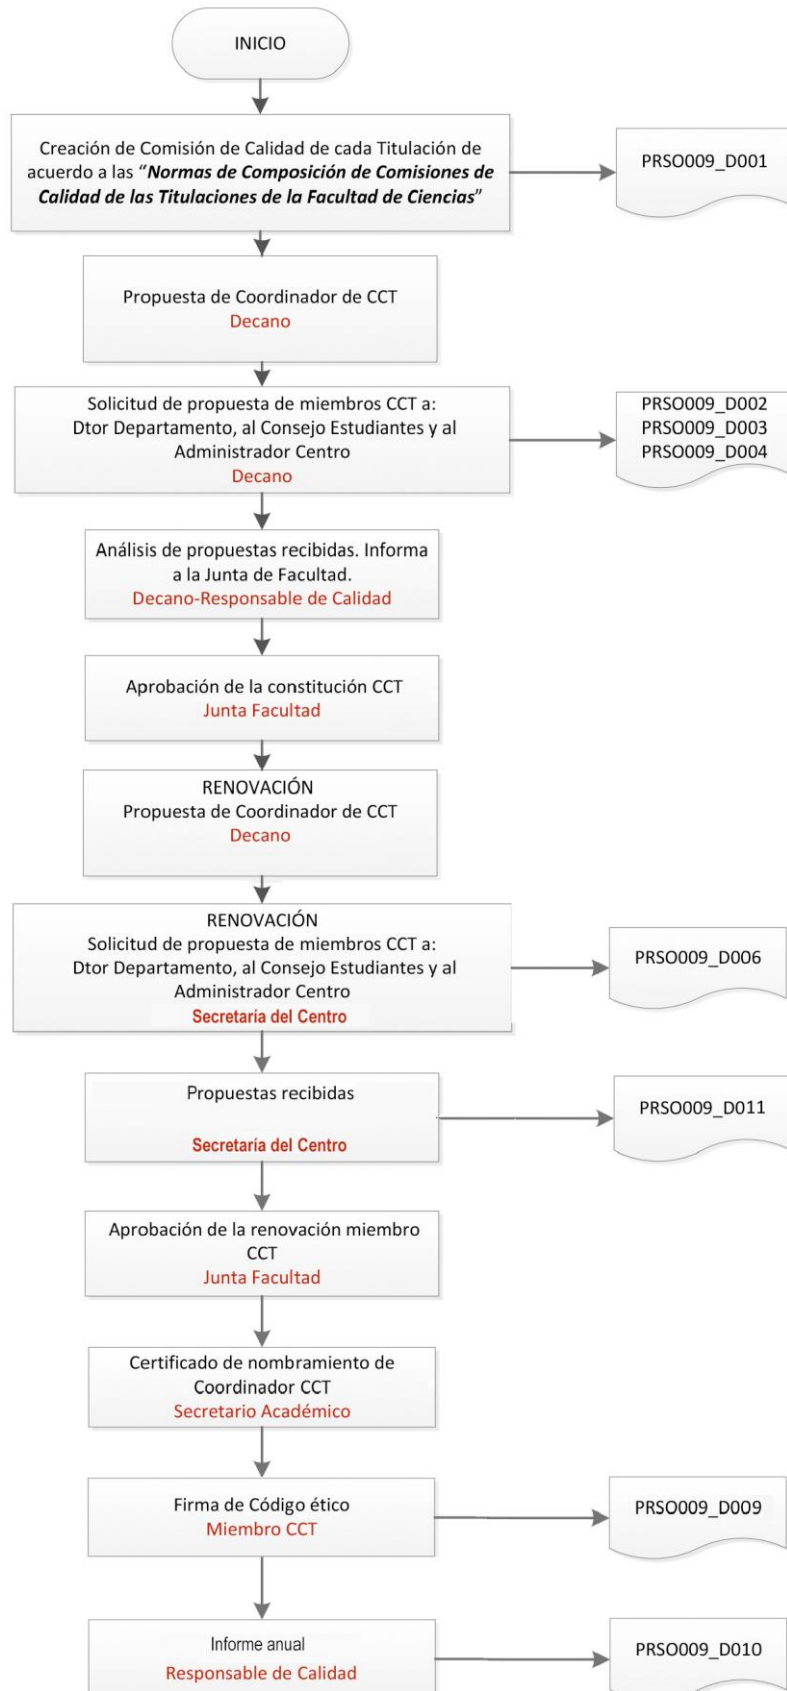 INICIO
Creación de Comisión de Calidad de cada Titulación de
acuerdo a las “Normas de Composición de Comisiones de
Calidad de las Titulaciones de la Facultad de Ciencias”
PRSO009_D001
Propuesta de Coordinador de CCT
Decano
Solicitud de propuesta de miembros CCT a:
Dtor Departamento, al Consejo Estudiantes y al
Administrador Centro
Decano
PRSO009_D002
PRSO009_D003
PRSO009_D004
Análisis de propuestas recibidas. Informa
a la Junta de Facultad.
Decano-Responsable de Calidad
Aprobación de la constitución CCT
Junta Facultad
RENOVACIÓN
Propuesta de Coordinador de CCT
Decano
RENOVACIÓN
Solicitud de propuesta de miembros CCT a:
Dtor Departamento, al Consejo Estudiantes y al
Administrador Centro
Secretaría del Centro
PRSO009_D006
Propuestas recibidas
Secretaría del Centro
PRSO009_D011
Aprobación de la renovación miembro
CCT
Junta Facultad
Certificado de nombramiento de
Coordinador CCT
Secretario Académico
Firma de Código ético
Miembro CCT
PRSO009_D009
Informe anual
Responsable de Calidad
PRSO009_D010